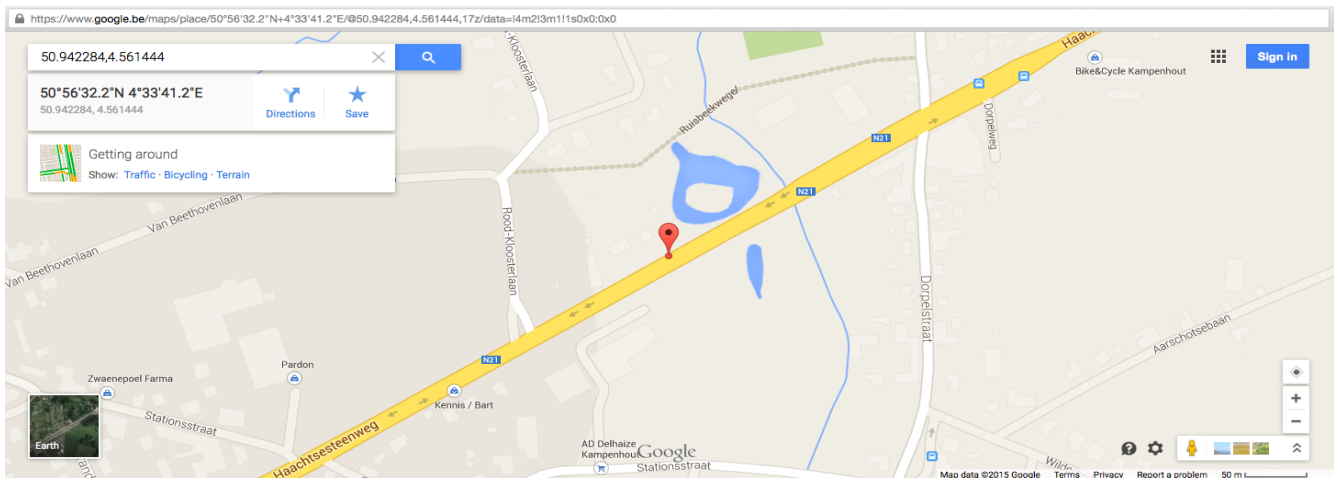 https://www.google.be/maps/place/50°56'32.2"N+4°33'41.2"E/@50.942284,4.561444,17z/data=!4m2!3m1!1s0x0:0x0
50.942284,4.561444
Sign in
50°56'32.2"N 4°33'41.2"E
50.942284, 4.561444
Directions
Save
Getting around
Show: Traffic · Bicycling · Terrain
Kloosterlaan
Haach
Bike&Cycle Kampenhout
Ruisbeekwege/
Dorpelweg
N21
N21
Van Beethovenlaan
Van Beethovenlaan
Rood-Kloosterlaan
Dorpelstraat
Aarschotsebaan
N21
Pardon
Zwaenepoel Farma
Kennis / Bart
Stationsstraat
Haachtsesteenweg
Earth
AD Delhaize
Kampenhout
Google
Stationsstraat
Wilde
Map data ©2015 Google
Terms
Privacy
Report a problem
50 m